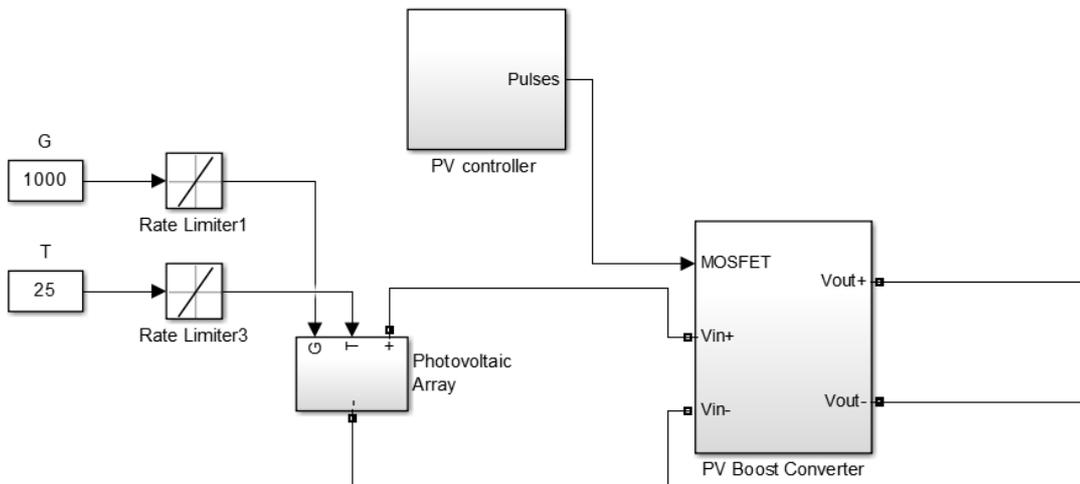 Pulses
PV controller
G
1000
Rate Limiter1
T
25
Rate Limiter3
G
T
+
-
Photovoltaic
Array
MOSFET
Vin+
Vin-
Vout+
Vout-
PV Boost Converter